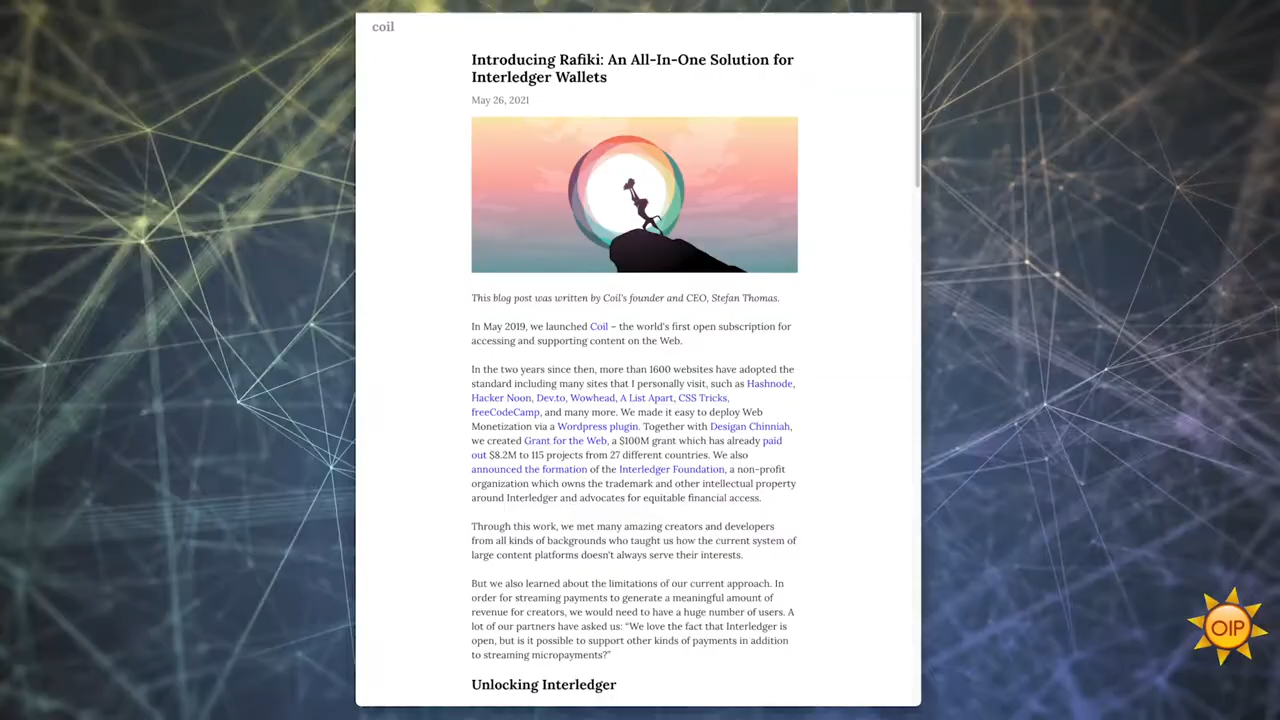 coil
Introducing Rafiki: An All-In-One Solution for
Interledger Wallets
May 26, 2021
This blog post was written by Coil's founder and CEO, Stefan Thomas.
In May 2019, we launched Coil – the world's first open subscription for
accessing and supporting content on the Web.
In the two years since then, more than 1600 websites have adopted the
standard including many sites that I personally visit, such as Hashnode,
Hacker Noon, Dev.to, Wowhead, A List Apart, CSS Tricks,
freeCodeCamp, and many more. We made it easy to deploy Web
Monetization via a Wordpress plugin. Together with Desigan Chinniah,
we created Grant for the Web, a $100M grant which has already paid
out $8.2M to 115 projects from 27 different countries. We also
announced the formation of the Interledger Foundation, a non-profit
organization which owns the trademark and other intellectual property
around Interledger and advocates for equitable financial access.
Through this work, we met many amazing creators and developers
from all kinds of backgrounds who taught us how the current system of
large content platforms doesn't always serve their interests.
But we also learned about the limitations of our current approach. In
order for streaming payments to generate a meaningful amount of
revenue for creators, we would need to have a huge number of users. A
lot of our partners have asked us: “We love the fact that Interledger is
open, but is it possible to support other kinds of payments in addition
to streaming micropayments?”
Unlocking Interledger
OIP